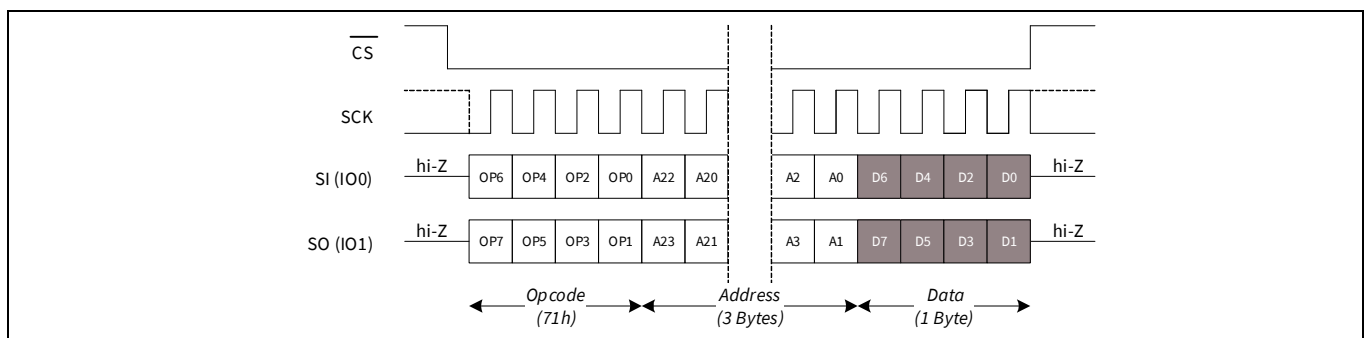 CS
SCK
SI (IO0) hi-Z OP6 OP4 OP2 OP0 A22 A20 A2 A0 D6 D4 D2 D0 hi-Z
SO (IO1) hi-Z OP7 OP5 OP3 OP1 A23 A21 A3 A1 D7 D5 D3 D1 hi-Z
Opcode Address Data
(71h) (3 Bytes) (1 Byte)